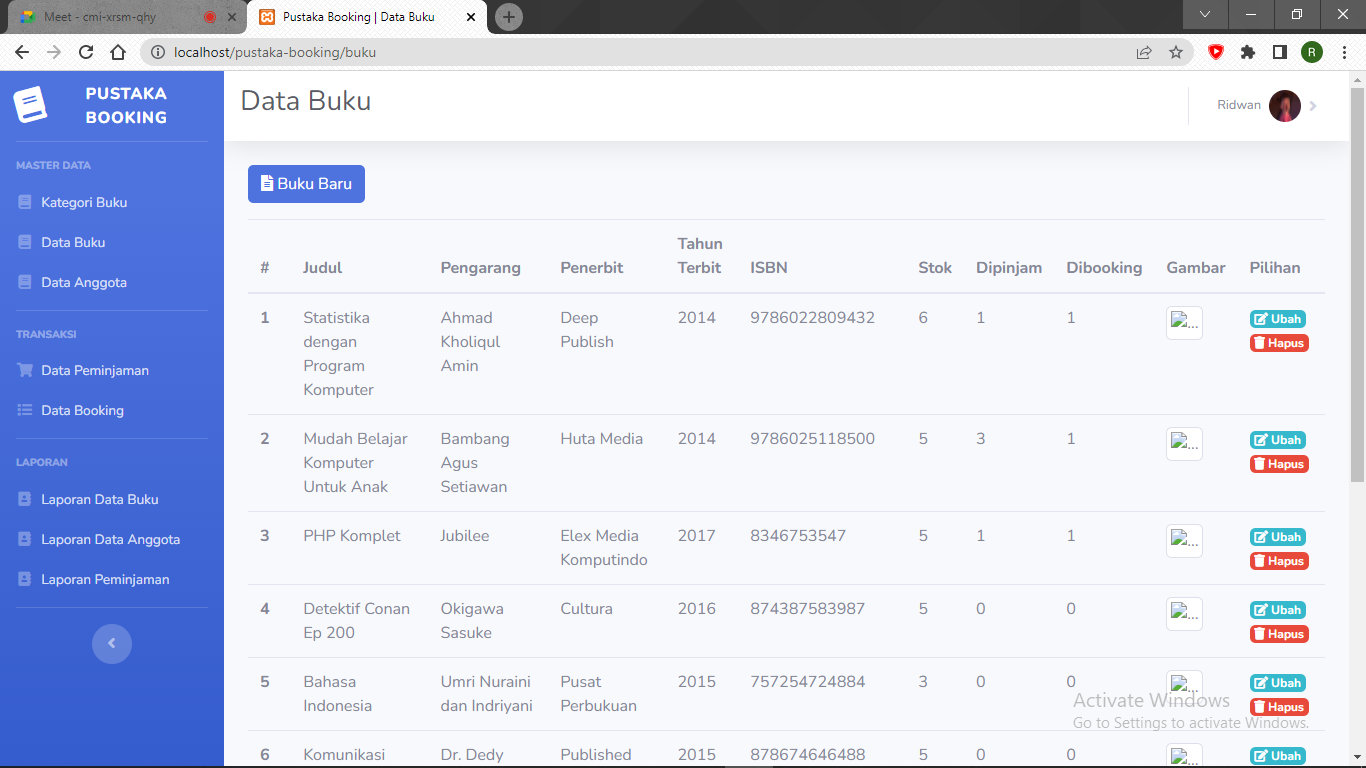 Meet - cmi-xrsm-qhy
Pustaka Booking | Data Buku
localhost/pustaka-booking/buku
R
PUSTAKA
BOOKING
Data Buku
Ridwan
MASTER DATA
Kategori Buku
Data Buku
Data Anggota
TRANSAKSI
Data Peminjaman
Data Booking
LAPORAN
Laporan Data Buku
Laporan Data Anggota
Laporan Peminjaman
Buku Baru
# Judul Pengarang Penerbit Tahun Terbit ISBN Stok Dipinjam Dibooking Gambar Pilihan
1 Statistika Ahmad Deep 2014 9786022809432 6 1 1 ... Ubah
dengan Kholiqul Publish Hapus
Program Amin
Komputer
2 Mudah Belajar Bambang Huta Media 2014 9786025118500 5 3 1 ... Ubah
Komputer Agus Hapus
Untuk Anak Setiawan
3 PHP Komplet Jubilee Elex Media 2017 8346753547 5 1 1 ... Ubah
Komputindo Hapus
4 Detektif Conan Okigawa Cultura 2016 874387583987 5 0 0 ... Ubah
Ep 200 Sasuke Hapus
5 Bahasa Umri Nuraini Pusat 2015 757254724884 3 0 0 ... Ubah
Indonesia dan Indriyani Perbukuan Hapus
6 Komunikasi Dr. Dedy Published 2015 878674646488 5 0 0 ... Ubah
Activate Windows
Go to Settings to activate Windows.